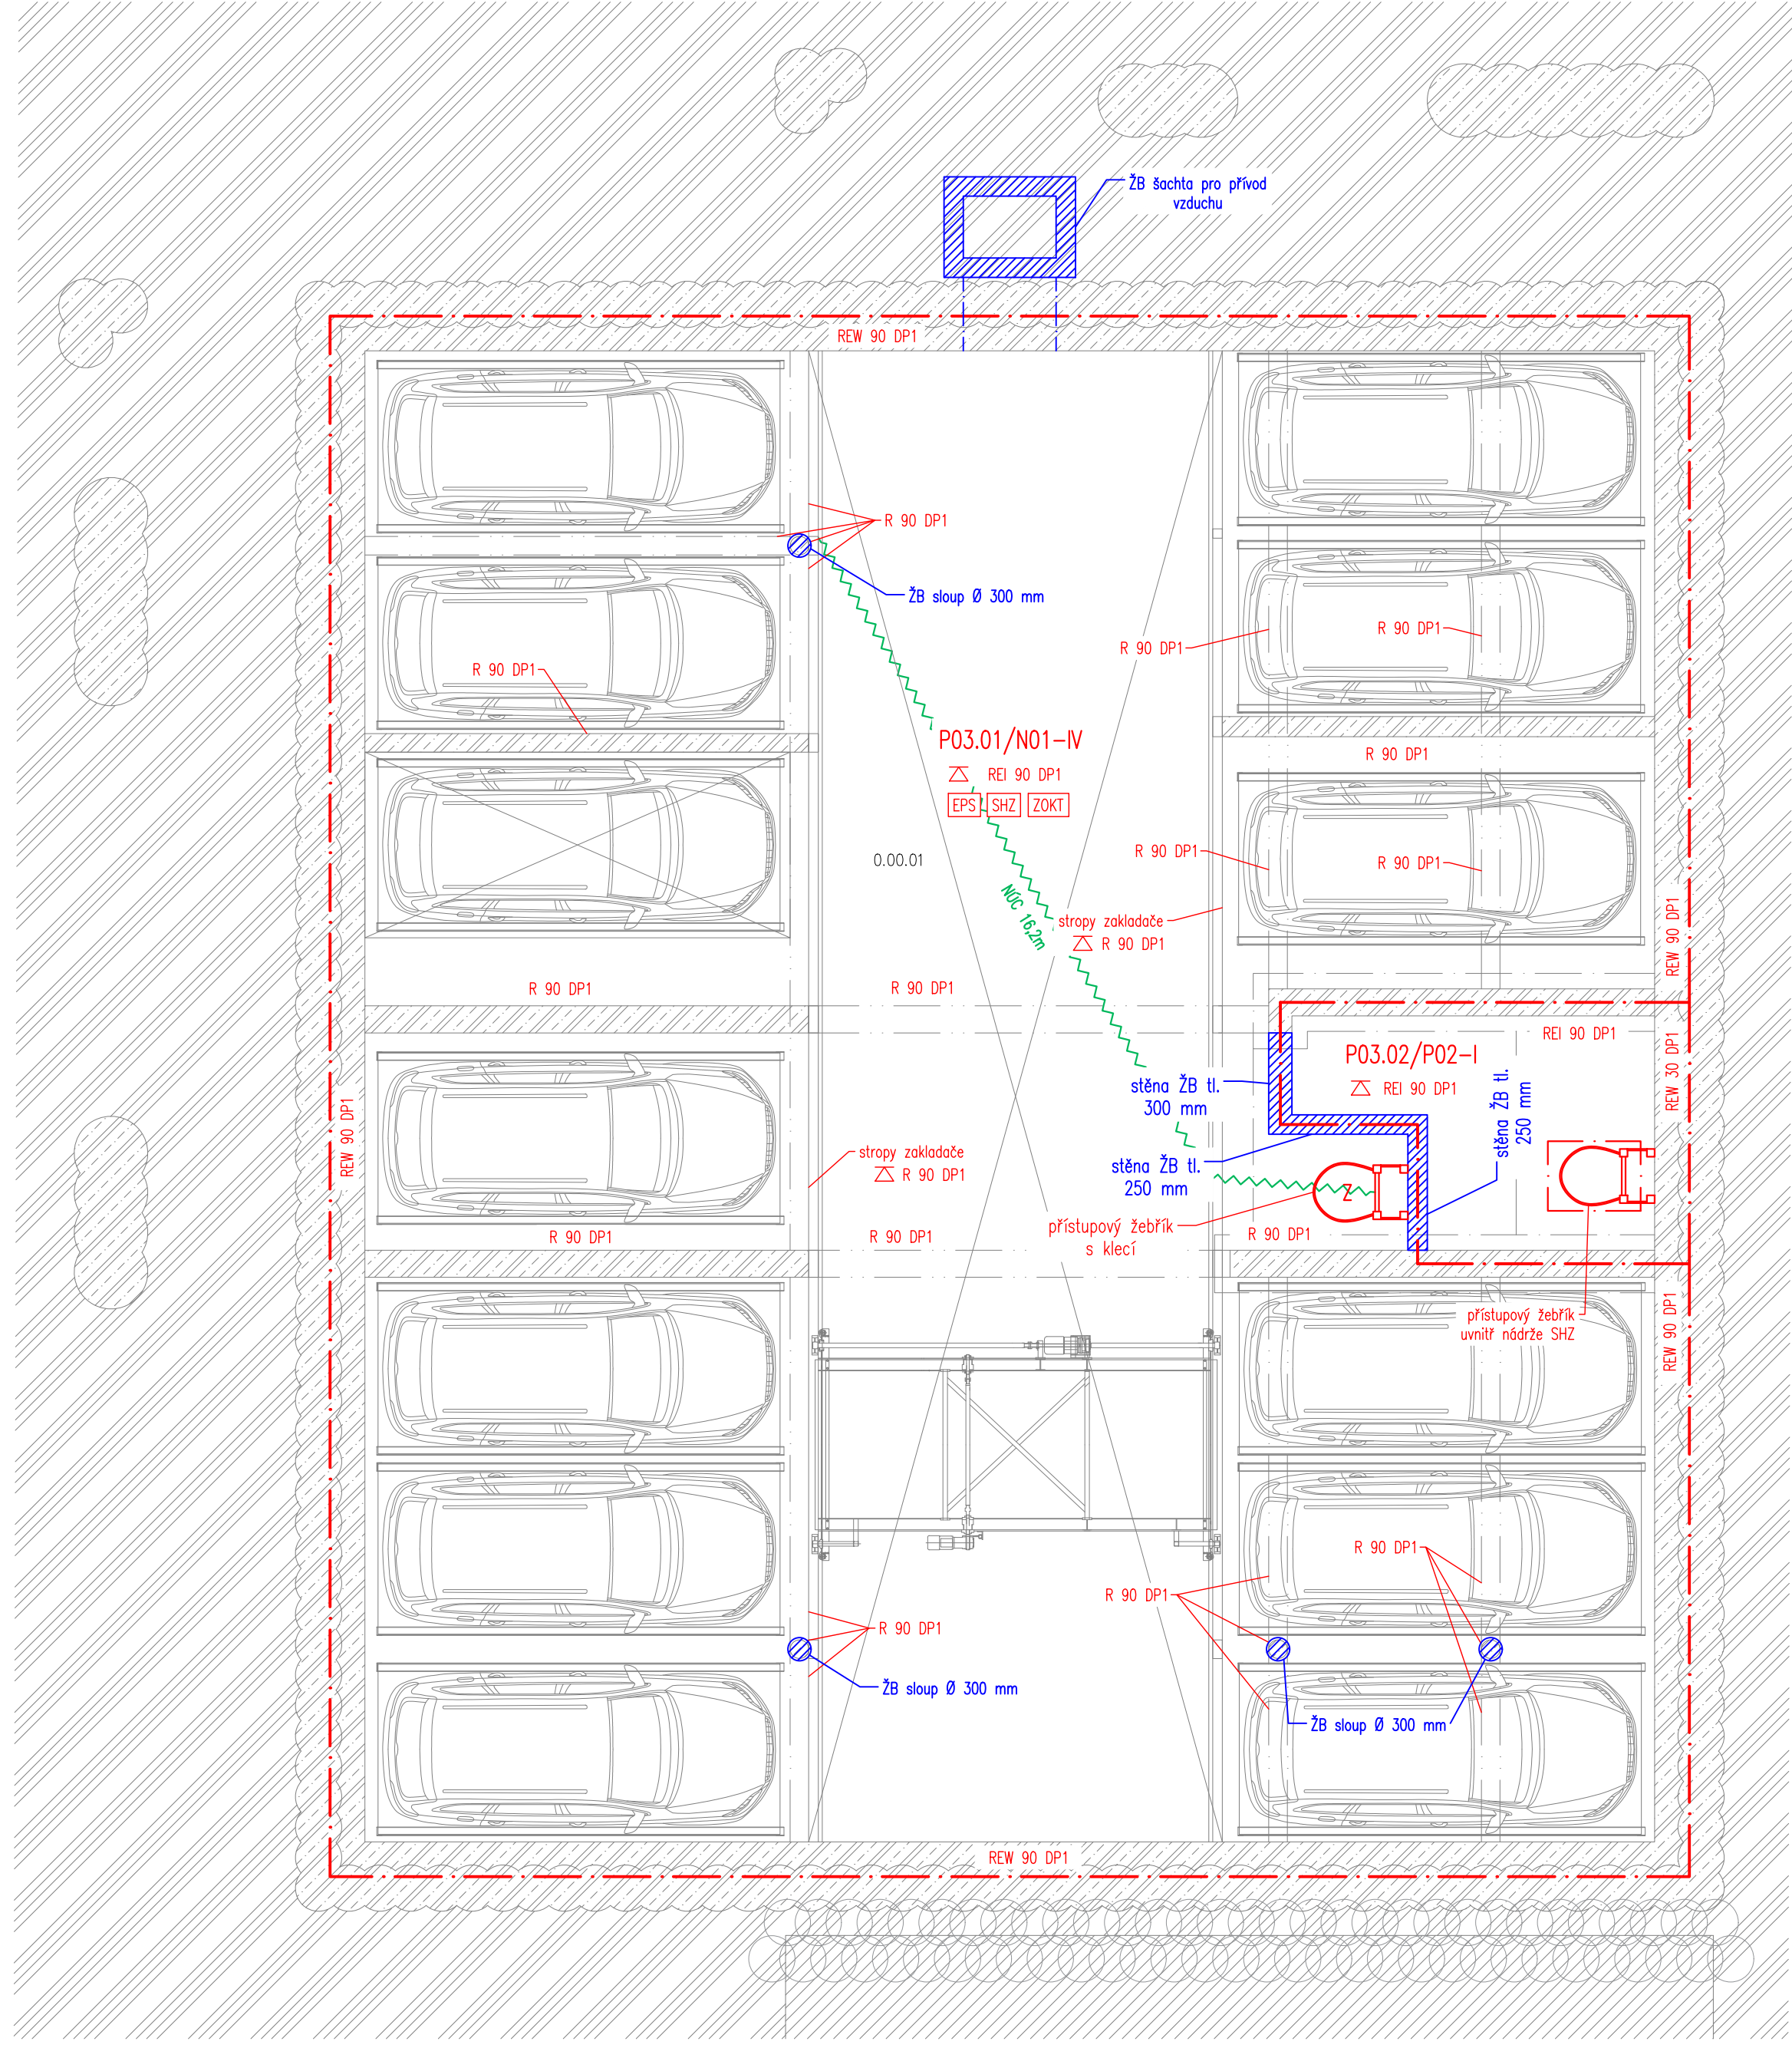 ŽB šachta pro přívod
vzduchu
REW 90 DP1
R 90 DP1
ŽB sloup Ø 300 mm
R 90 DP1
R 90 DP1
R 90 DP1
P03.01/N01-IV
REI 90 DP1
EPS SHZ ZOKT
R 90 DP1
0.00.01
R 90 DP1
R 90 DP1
NÚC 16,2m
stropy zakladače
R 90 DP1
REW 90 DP1
R 90 DP1
R 90 DP1
REI 90 DP1
P03.02/P02-I
REI 90 DP1
REW 30 DP1
stěna ŽB tl.
300 mm
stěna ŽB tl.
250 mm
REW 90 DP1
stropy zakladače
R 90 DP1
stěna ŽB tl.
250 mm
Z
přístupový žebřík
s klecí
R 90 DP1
R 90 DP1
R 90 DP1
přístupový žebřík
uvnitř nádrže SHZ
REW 90 DP1
R 90 DP1
R 90 DP1
R 90 DP1
ŽB sloup Ø 300 mm
ŽB sloup Ø 300 mm
REW 90 DP1